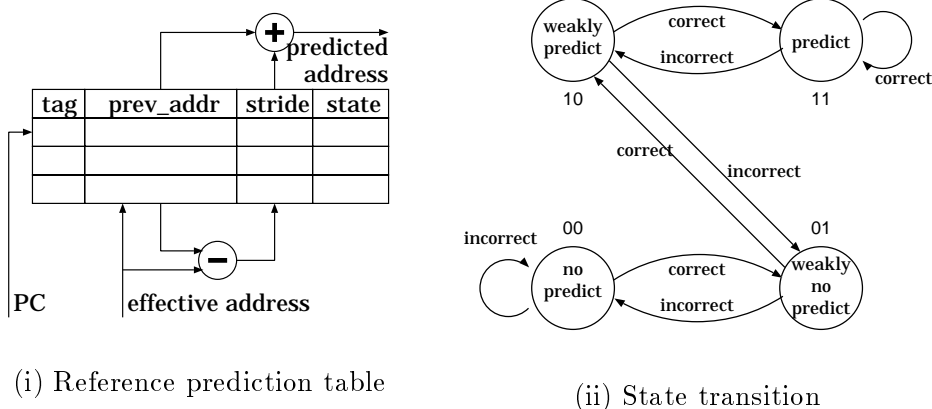 predicted
address
tag prev_addr stride state
PC
effective address
(i) Reference prediction table
weakly
predict
10
correct
incorrect
predict
11
correct
correct
incorrect
00
incorrect
no
predict
correct
incorrect
01
weakly
no
predict
(ii) State transition